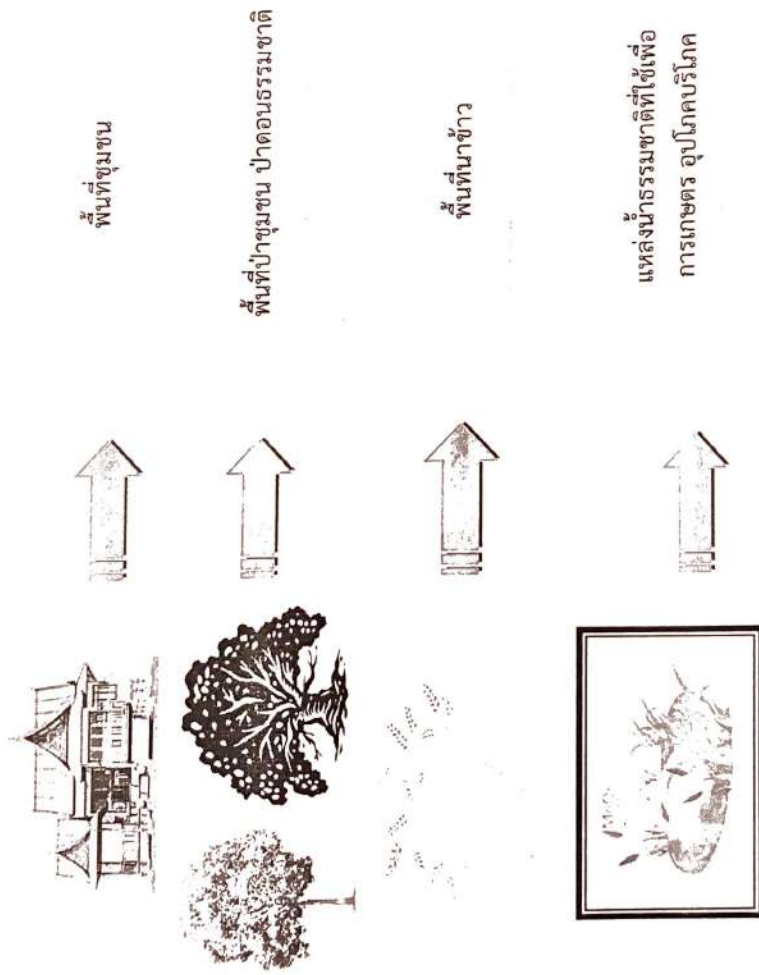 พื้นที่ชุมชน
พื้นที่ป่าชุมชน ป่าดอนธรรมชาติ
พื้นที่นาข้าว
แหล่งน้ำธรรมชาติที่ใช้เพื่อ
การเกษตร อุปโภคบริโภค